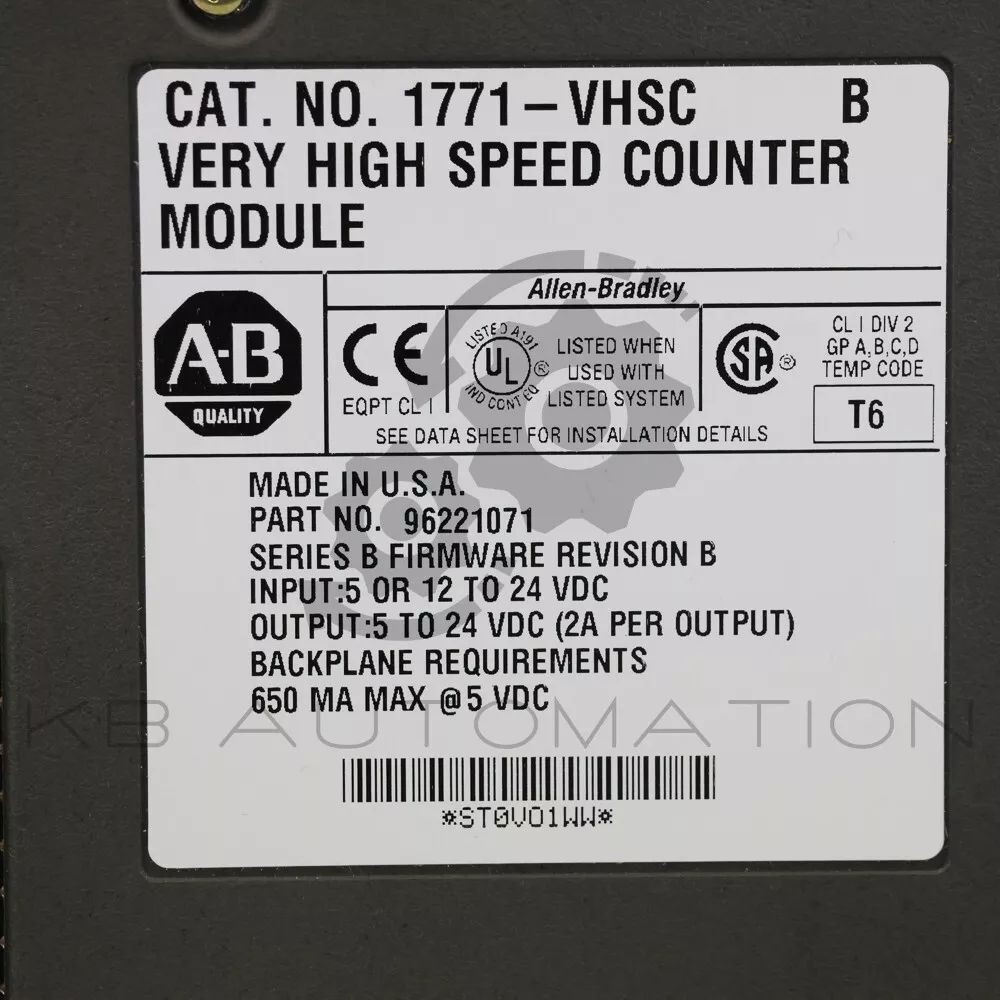 CAT. NO. 1771-VHSC B
VERY HIGH SPEED COUNTER
MODULE
Allen-Bradley
A-B
QUALITY
CE
EQPT CL I
LISTED A191
UL
®
IND CONT EQ
LISTED WHEN
USED WITH
LISTED SYSTEM
SA ®
CL I DIV 2
GP A,B,C,D
TEMP CODE
T6
SEE DATA SHEET FOR INSTALLATION DETAILS
MADE IN U.S.A.
PART NO. 96221071
SERIES B FIRMWARE REVISION B
INPUT:5 OR 12 TO 24 VDC
OUTPUT:5 TO 24 VDC (2A PER OUTPUT)
BACKPLANE REQUIREMENTS
650 MA MAX @ 5 VDC
KB AUTOMATION
*ST0V01WW*